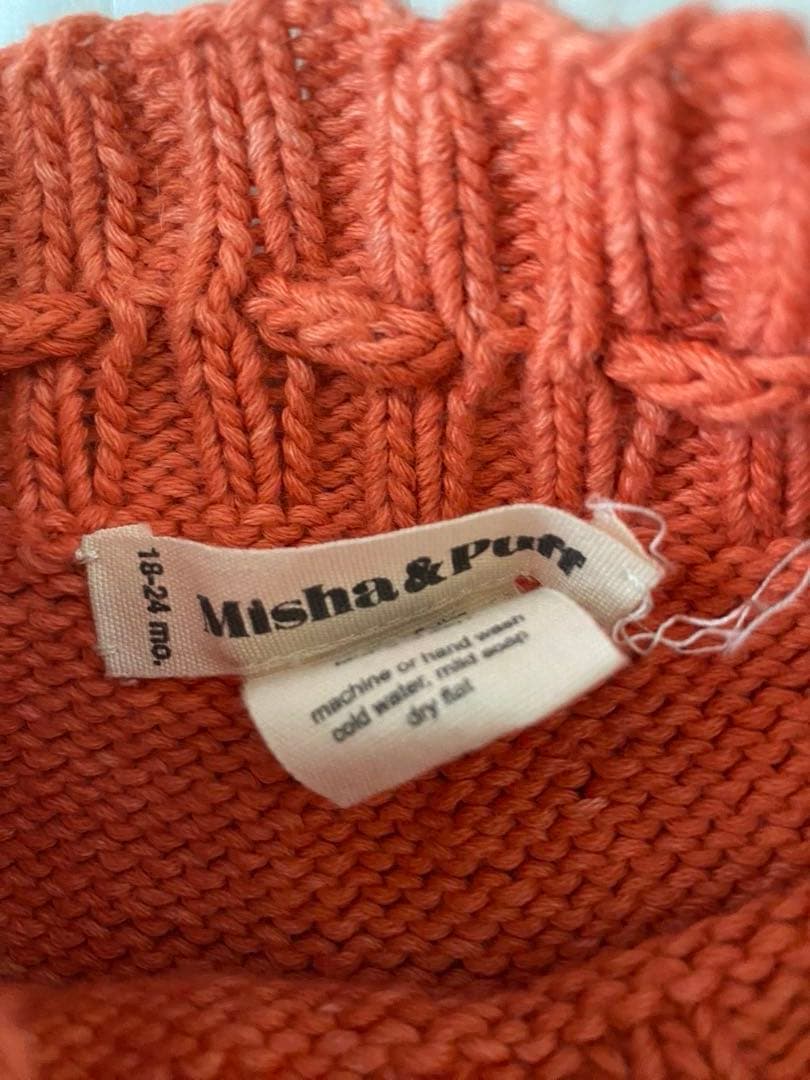 18-24 mo.
Misha & Puff
machine or hand wash
cold water, mild soap
dry flat